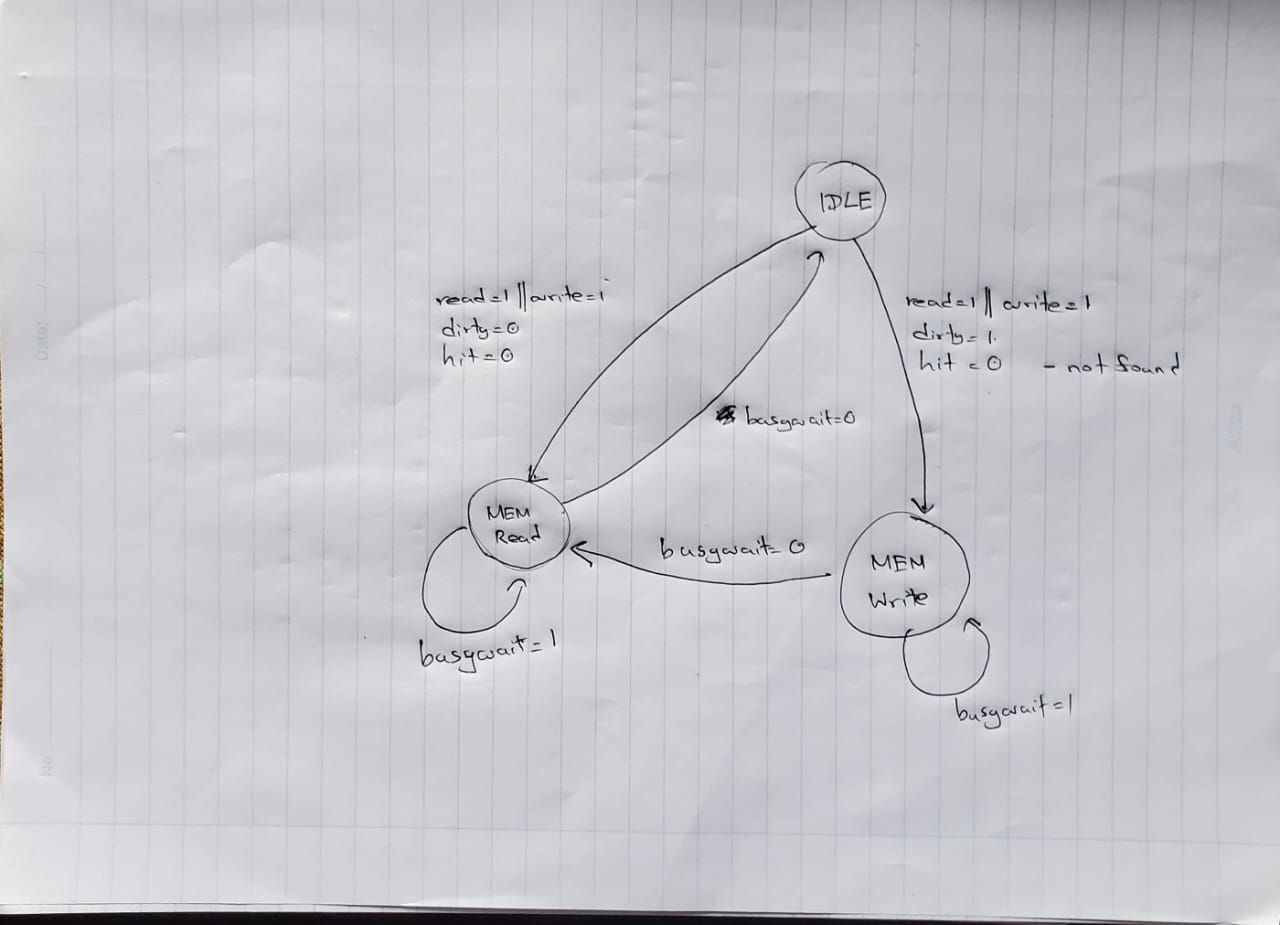 IDLE
read=1 || write=1
dirty=0
hit=0
read=1 || write=1
dirty=1.
hit=0 - not found
busywait=0
MEM
Read
busywait=0
MEM
Write
busywait=1
busywait=1
Date:
No